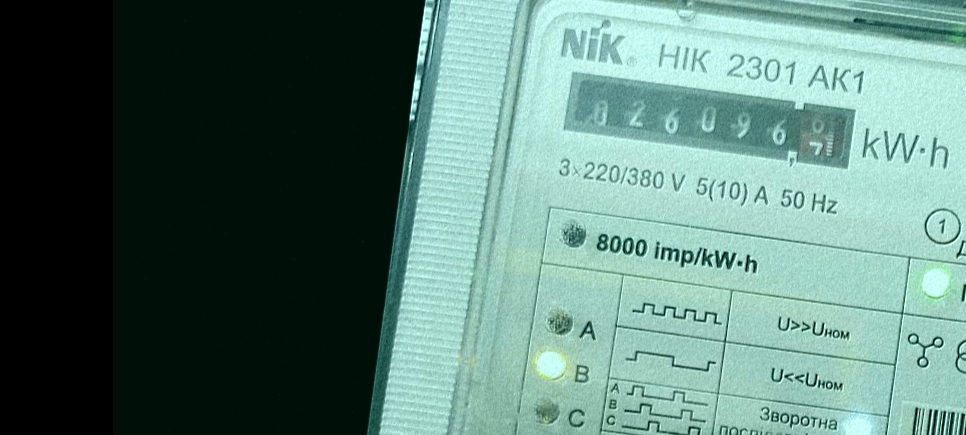 NiK® НІК 2301 АК1
026096 kW·h
3×220/380 V 5(10) A 50 Hz
1
8000 imp/kW·h
A
U>>Uном
B
U<<Uном
A
B
C
C
Зворотна